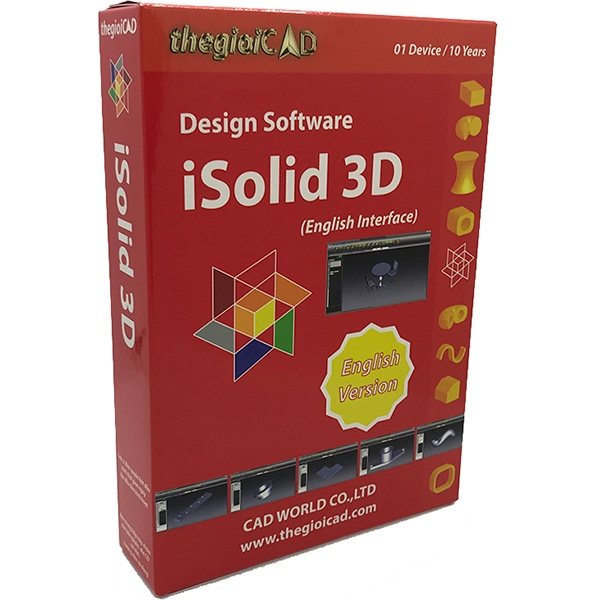 thegioiCAD
01 Device / 10 Years
Design Software
iSolid 3D
(English Interface)
English
Version
CAD WORLD CO.,LTD
www.thegioicad.com
thegioiCAD
iSolid 3D